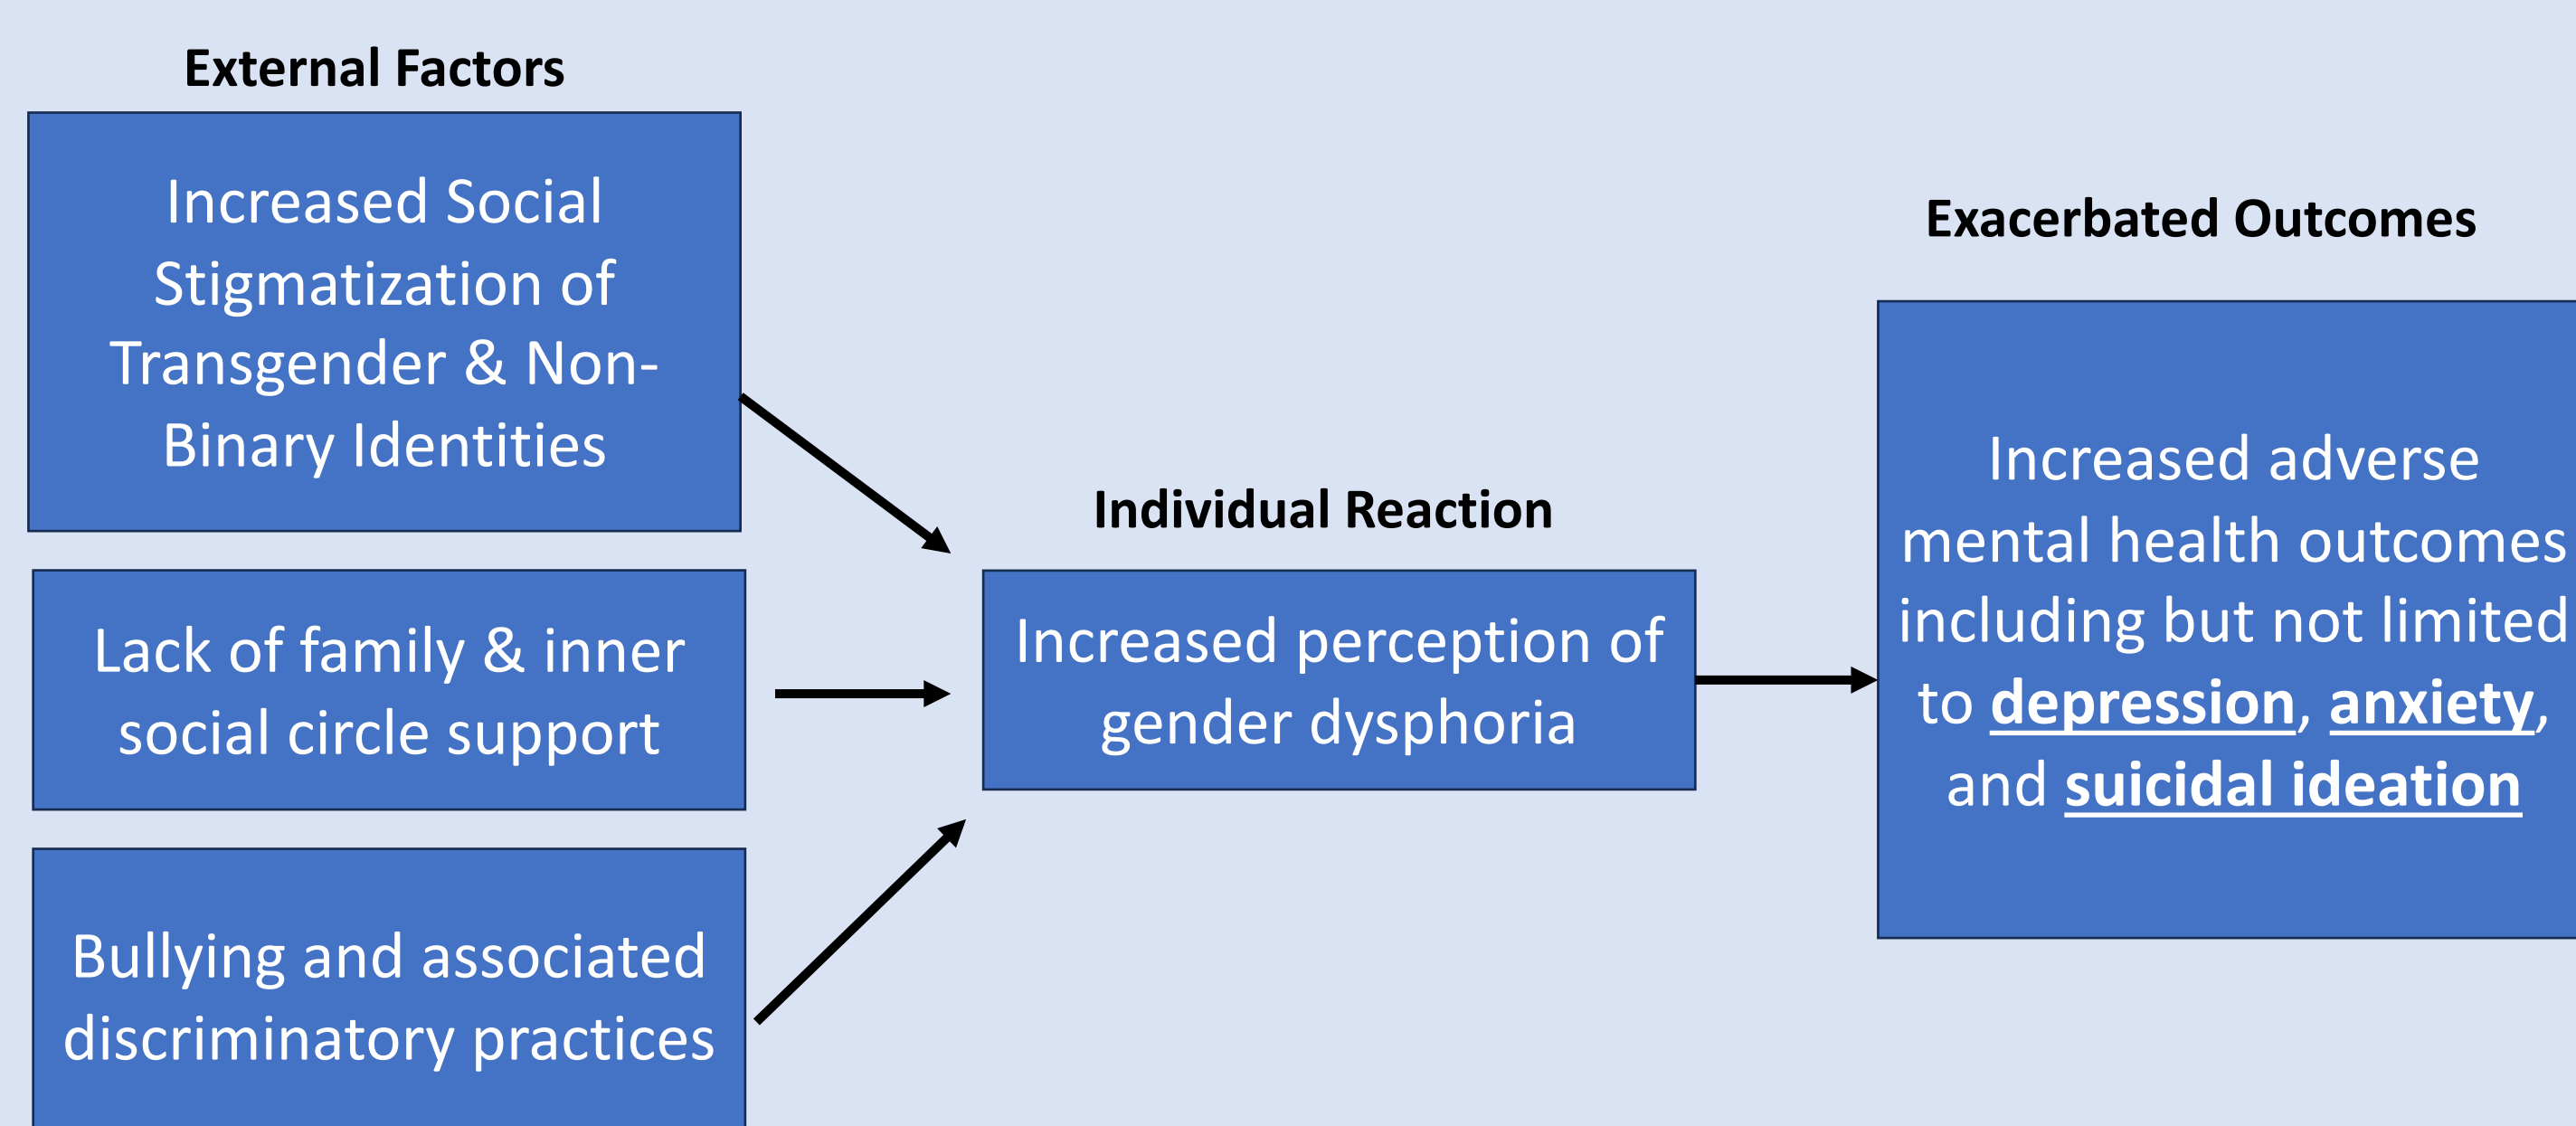 External Factors
Increased Social
Stigmatization of
Transgender & Non-
Binary Identities
Lack of family & inner
social circle support
Bullying and associated
discriminatory practices
Individual Reaction
Increased perception of
gender dysphoria
Exacerbated Outcomes
Increased adverse
mental health outcomes
including but not limited
to depression, anxiety,
and suicidal ideation